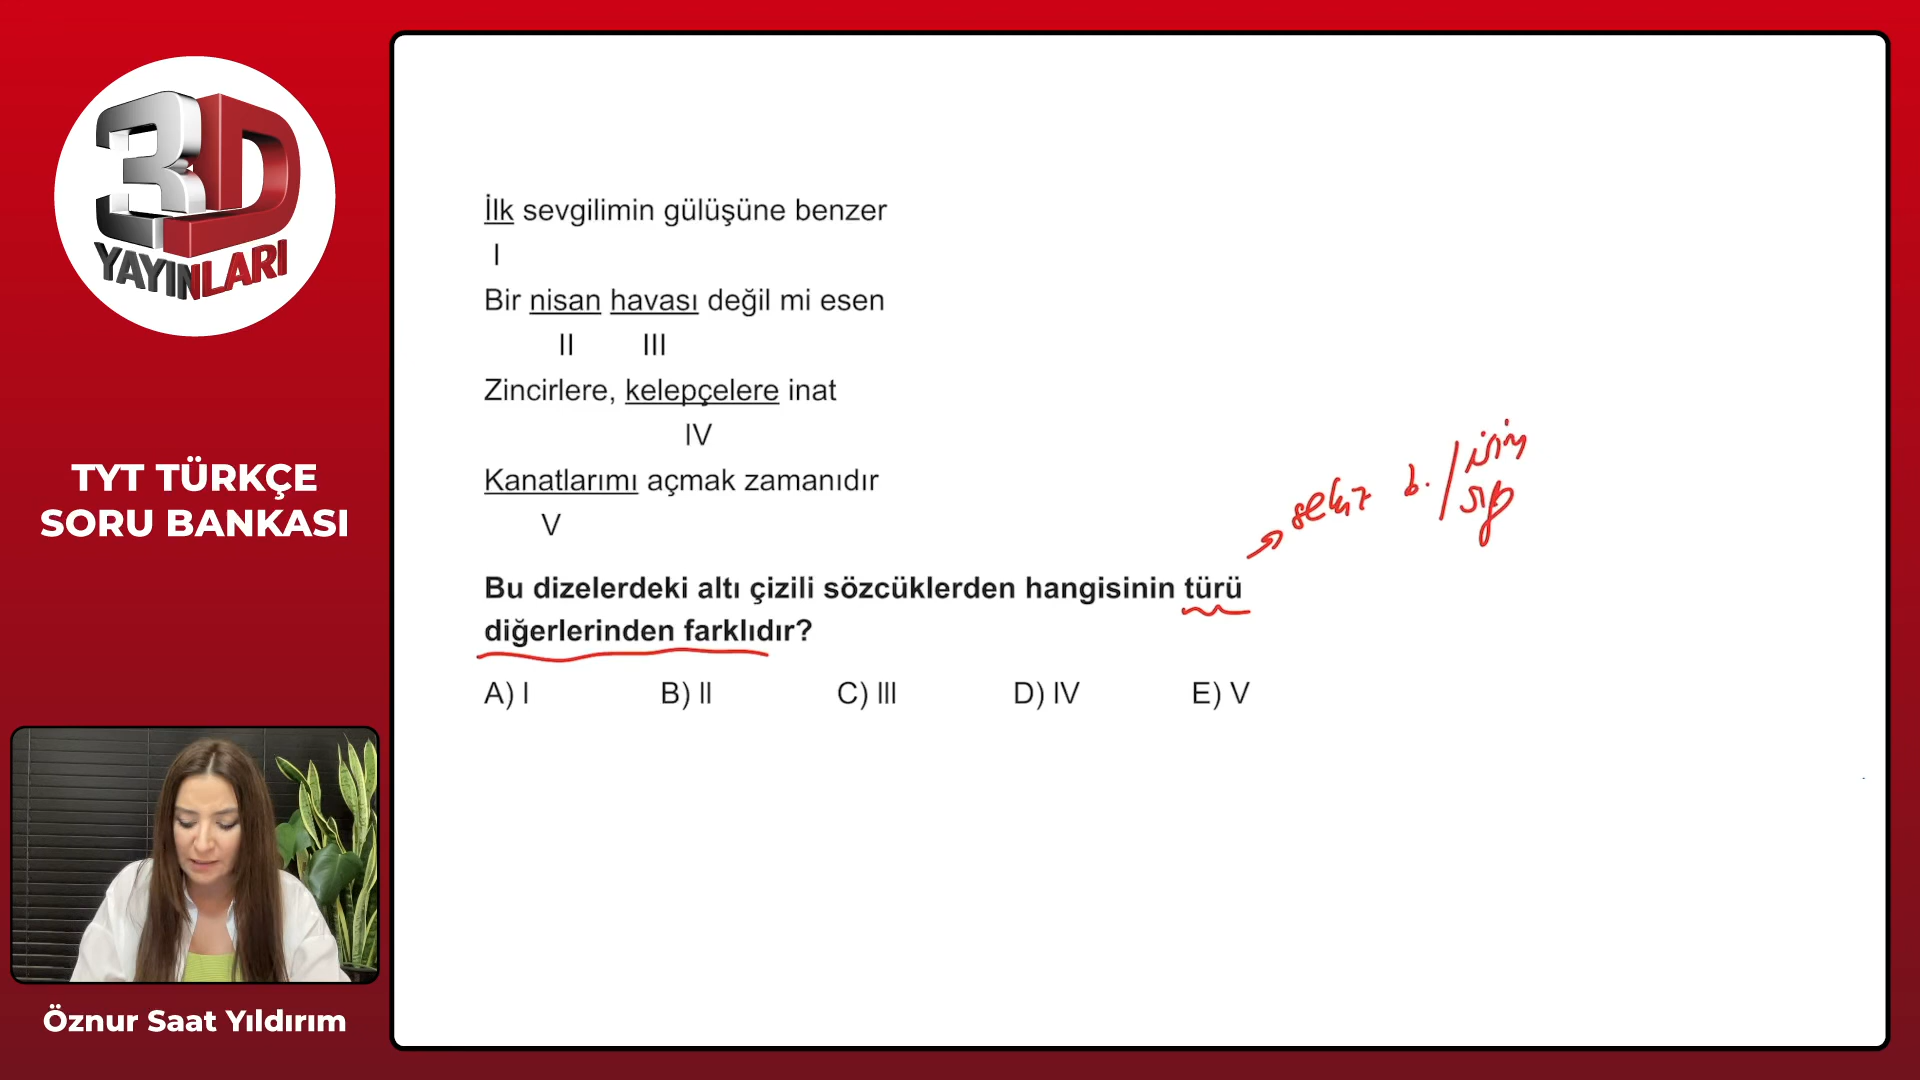 3D
YAYINLARI
TYT TÜRKÇE
SORU BANKASI
Öznur Saat Yıldırım
İlk sevgilimin gülüşüne benzer
I
Bir nisan havası değil mi esen
II III
Zincirlere, kelepçelere inat
IV
Kanatlarımı açmak zamanıdır
V
isim
sekiz b. /
Bu dizelerdeki altı çizili sözcüklerden hangisinin türü
diğerlerinden farklıdır?
A) I B) II C) III D) IV E) V